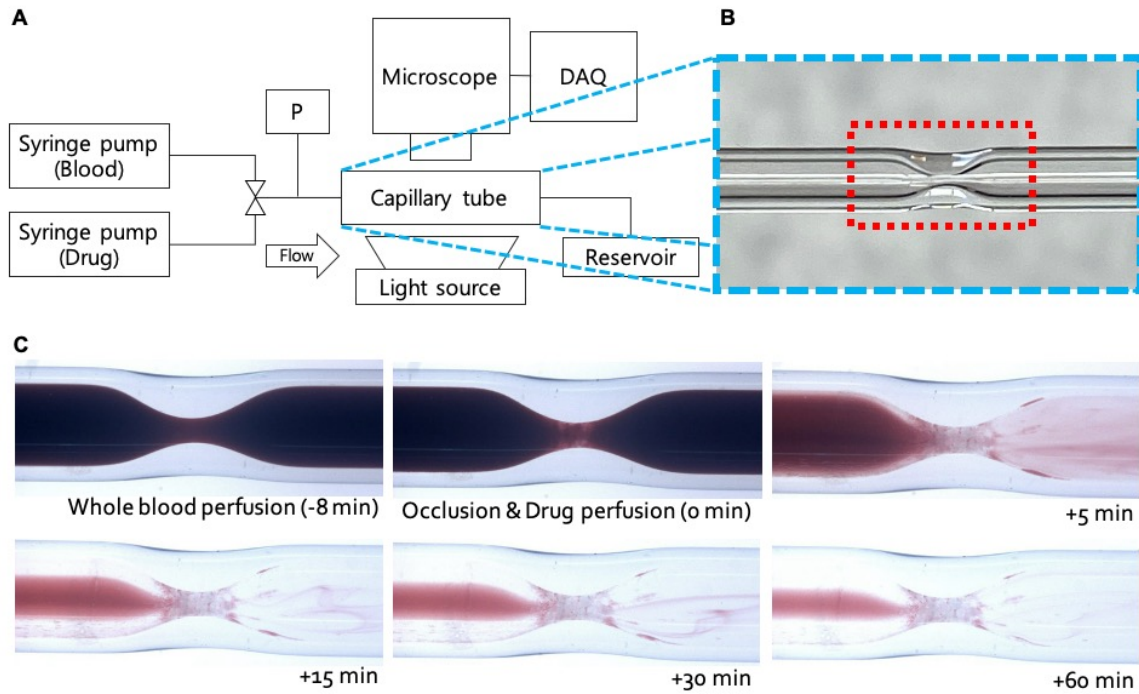 A
B
Microscope
DAQ
P
Syringe pump
(Blood)
Capillary tube
Syringe pump
(Drug)
Flow
Reservoir
Light source
C
Whole blood perfusion (-8 min)
Occlusion & Drug perfusion (0 min)
+5 min
+15 min
+30 min
+60 min